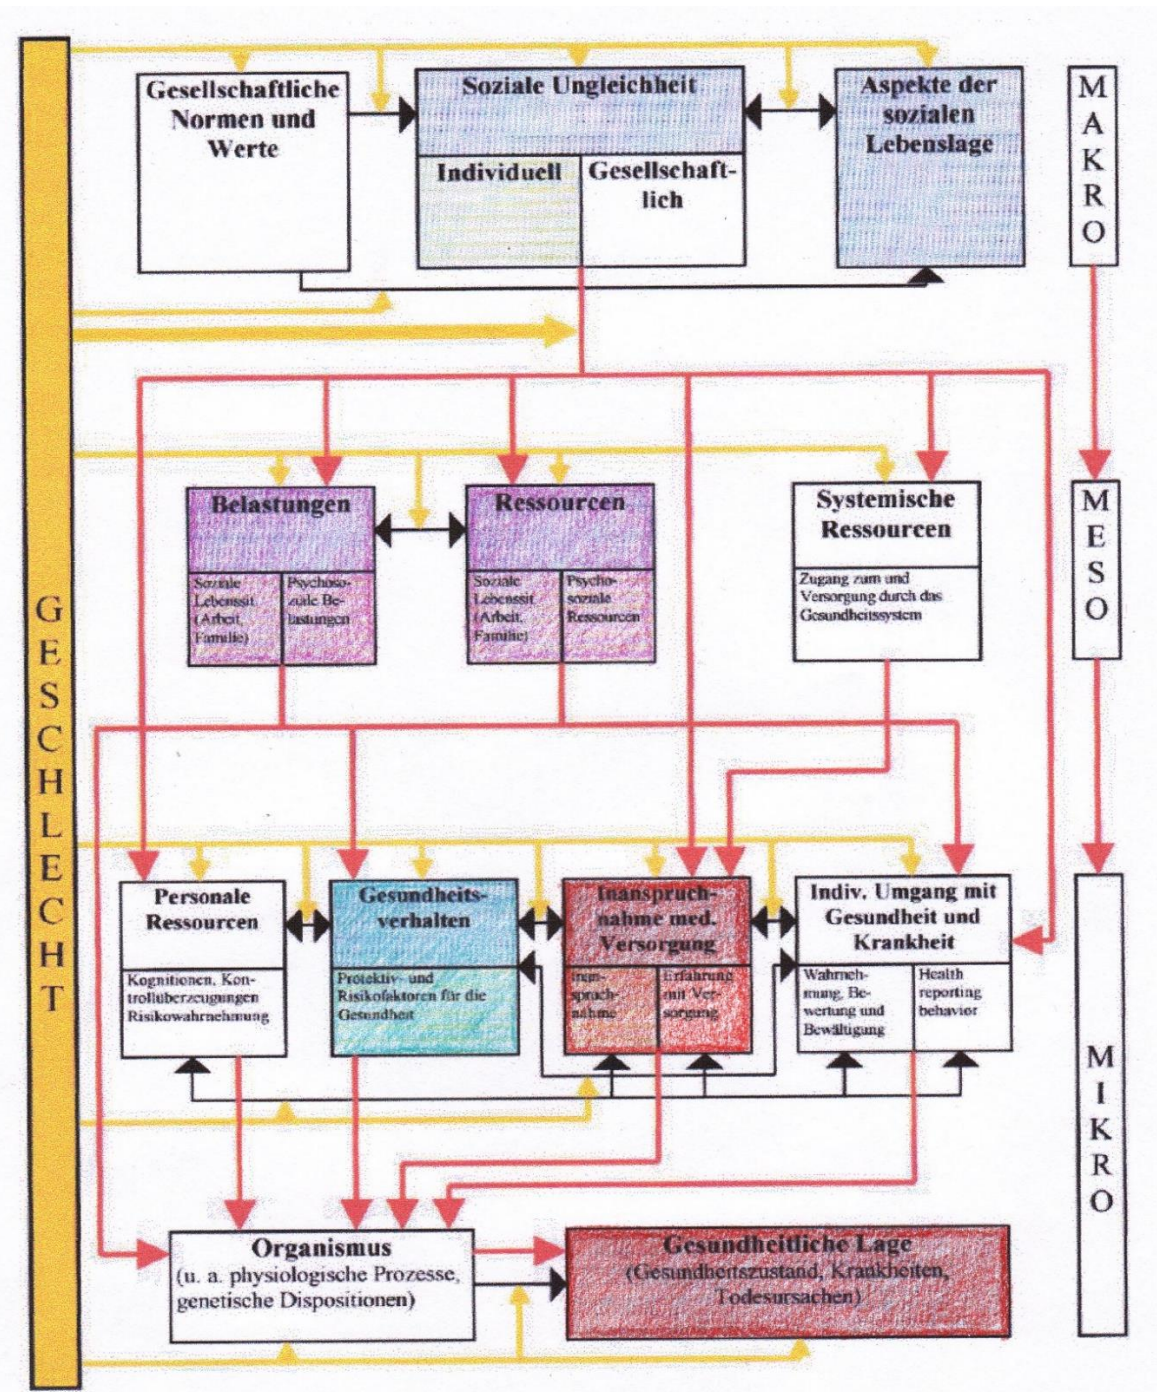 GESCHLECHT
Gesellschaftliche
Normen und
Werte
Soziale Ungleichheit
Individuell
Gesellschaft-
lich
Aspekte der
sozialen
Lebenslage
MAKRO
Belastungen
Soziale
Lebenssit.
(Arbeit,
Familie)
Psychoso-
ziale Be-
lastungen
Ressourcen
Soziale
Lebenssit.
(Arbeit,
Familie)
Psycho-
soziale
Ressourcen
Systemische
Ressourcen
Zugang zum und
Versorgung durch das
Gesundheitssystem
MESO
Personale
Ressourcen
Kognitionen, Kon-
trollüberzeugungen
Risikowahrnehmung
Gesundheits-
verhalten
Protektiv- und
Risikofaktoren für die
Gesundheit
Inanspruch-
nahme med.
Versorgung
Inan-
spruch-
nahme
Erfahrung
mit Ver-
sorgung
Indiv. Umgang mit
Gesundheit und
Krankheit
Wahrneh-
mung, Be-
wertung und
Bewältigung
Health
reporting
behavior
MIKRO
Organismus
(u. a. physiologische Prozesse,
genetische Dispositionen)
Gesundheitliche Lage
(Gesundheitszustand, Krankheiten,
Todesursachen)